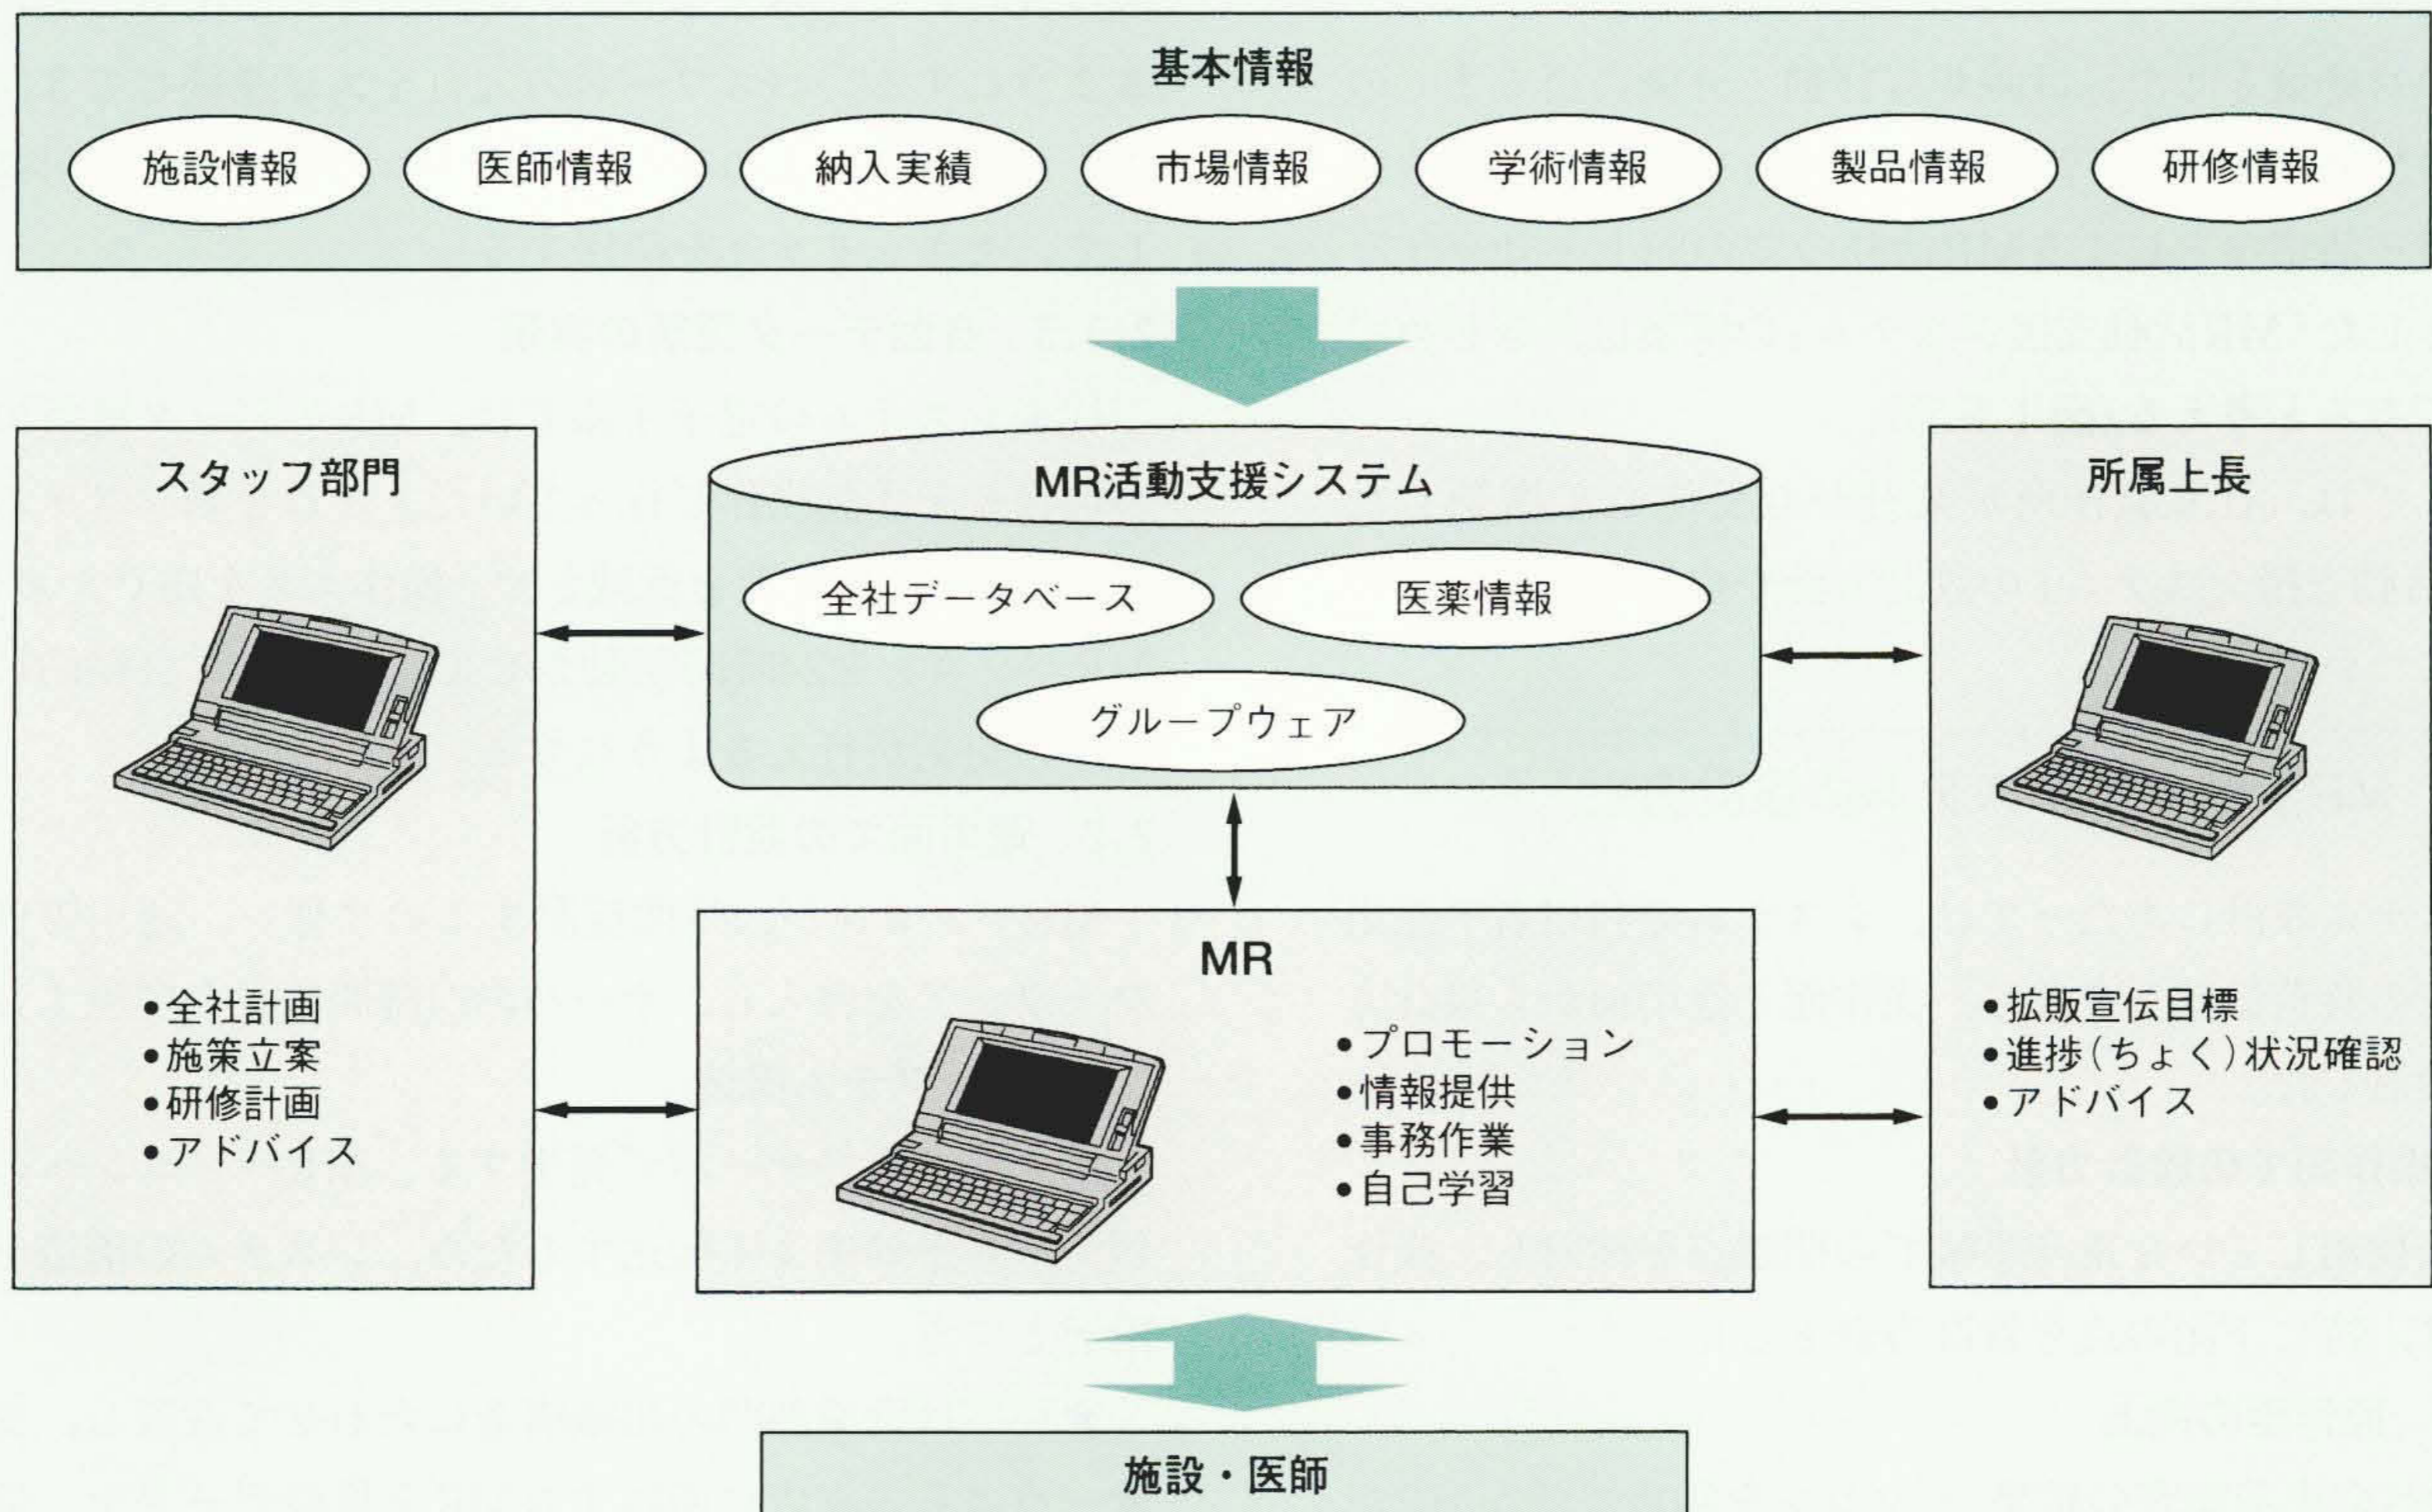 基本情報
施設情報 医師情報 納入実績 市場情報 学術情報 製品情報 研修情報
スタッフ部門
•全社計画
•施策立案
•研修計画
•アドバイス
MR活動支援システム
全社データベース 医薬情報
グループウェア
MR
•プロモーション
•情報提供
•事務作業
•自己学習
所属上長
•拡販宣伝目標
•進捗(ちょく)状況確認
•アドバイス
施設・医師